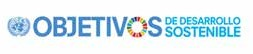 OBJETIVOS DE DESARROLLO
SOSTENIBLE